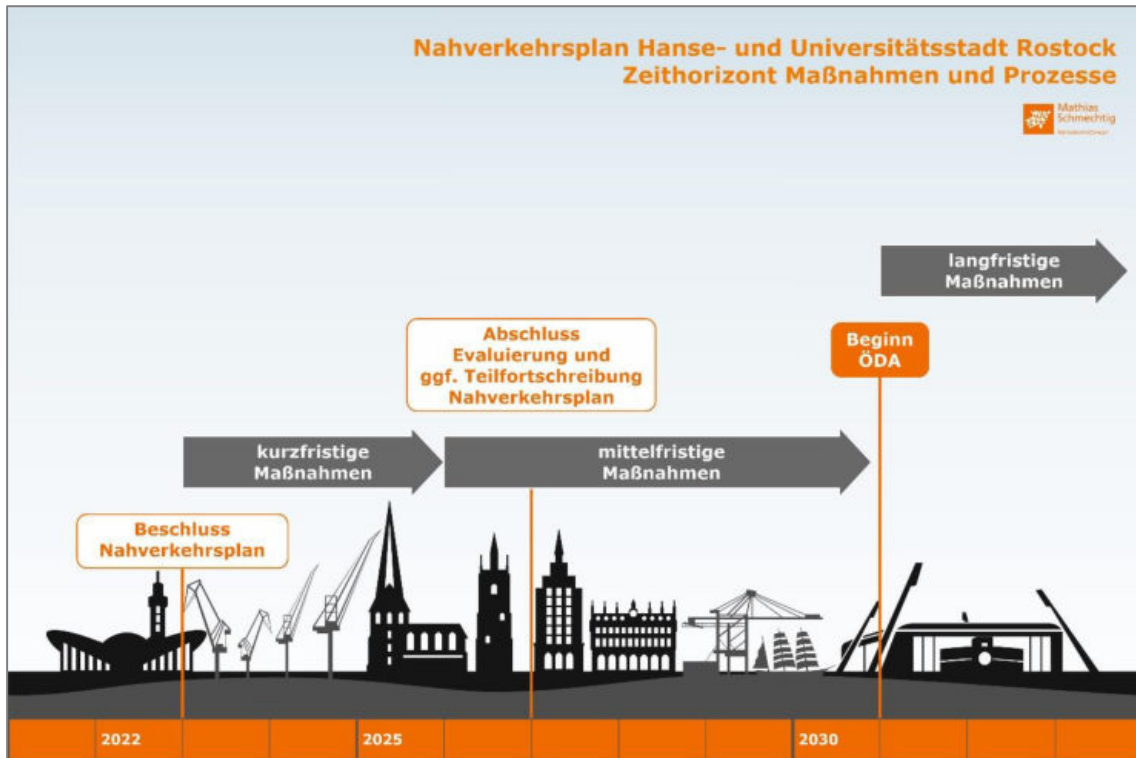 Nahverkehrsplan Hanse- und Universitätsstadt Rostock
Zeithorizont Maßnahmen und Prozesse
Mathias
Schmechtig
langfristige
Maßnahmen
Abschluss
Evaluierung und
ggf. Teilfortschreibung
Nahverkehrsplan
Beginn
ÖDA
kurzfristige
Maßnahmen
mittelfristige
Maßnahmen
Beschluss
Nahverkehrsplan
2022
2025
2030